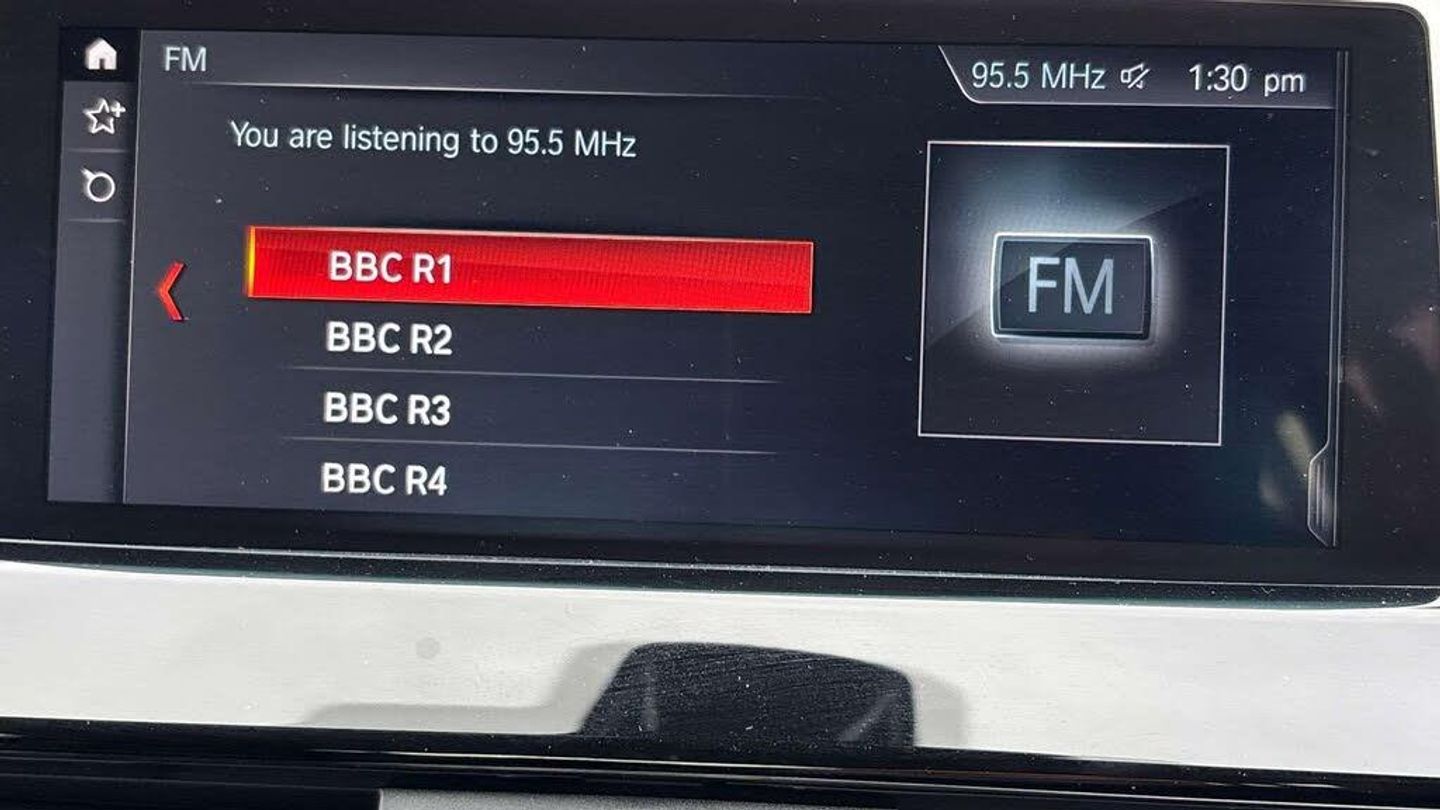 FM
95.5 MHz 1:30 pm
You are listening to 95.5 MHz
BBC R1
BBC R2
BBC R3
BBC R4
FM